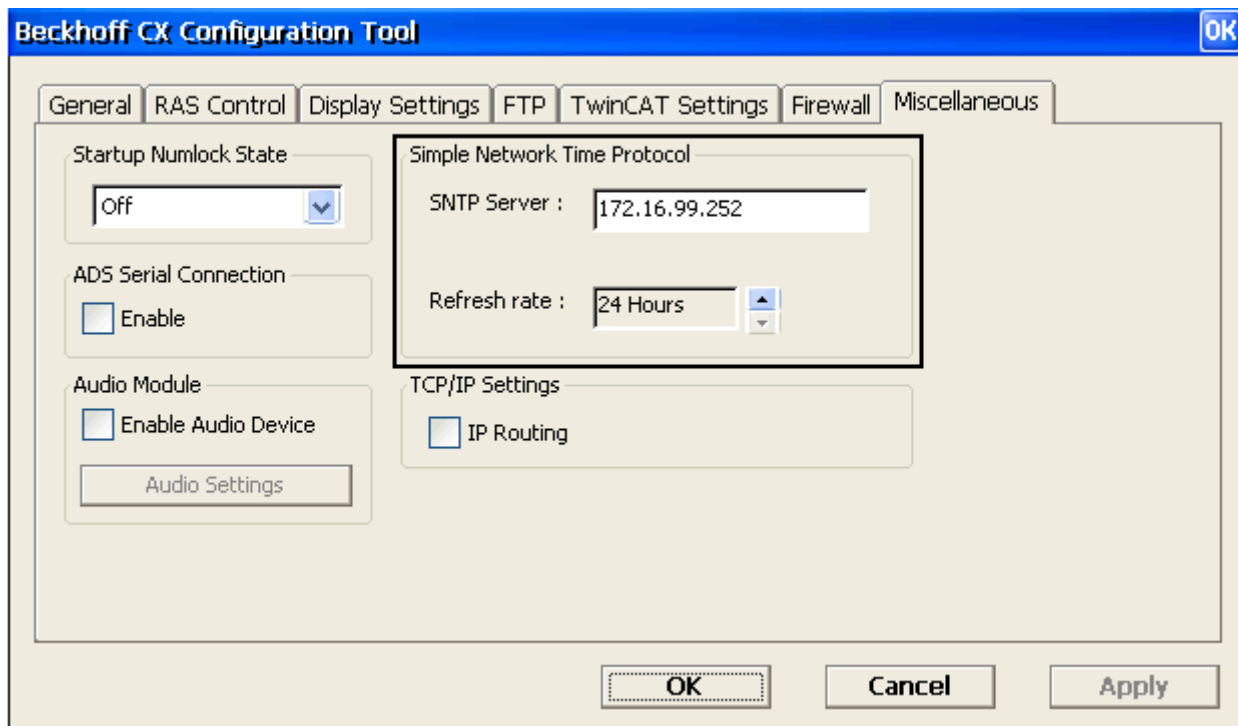 Beckhoff CX Configuration Tool
OK
General
RAS Control
Display Settings
FTP
TwinCAT Settings
Firewall
Miscellaneous
Startup Numlock State
Off
ADS Serial Connection
Enable
Audio Module
Enable Audio Device
Audio Settings
Simple Network Time Protocol
SNTP Server :
172.16.99.252
Refresh rate :
24 Hours
TCP/IP Settings
IP Routing
OK
Cancel
Apply